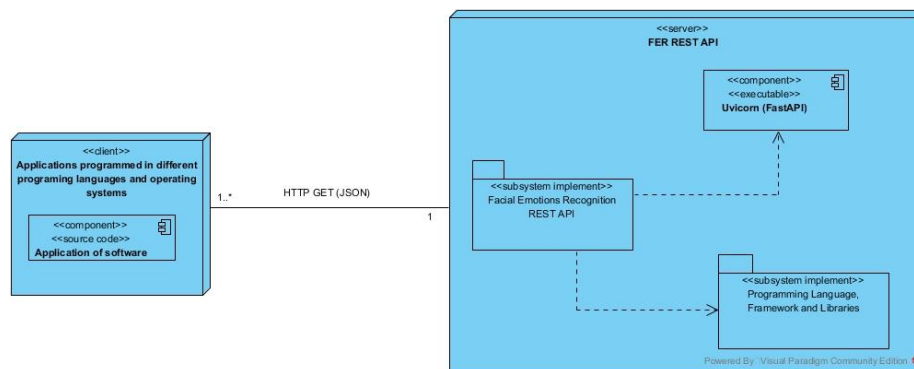 <<client>>
Applications programmed in different
programing languages and operating
systems
<<component>>
<<source code>>
Application of software
1..*
HTTP GET (JSON)
1
<<server>>
FER REST API
<<component>>
<<executable>>
Uvicorn (FastAPI)
<<subsystem implement>>
Facial Emotions Recognition
REST API
<<subsystem implement>>
Programming Language,
Framework and Libraries
Powered By Visual Paradigm Community Edition